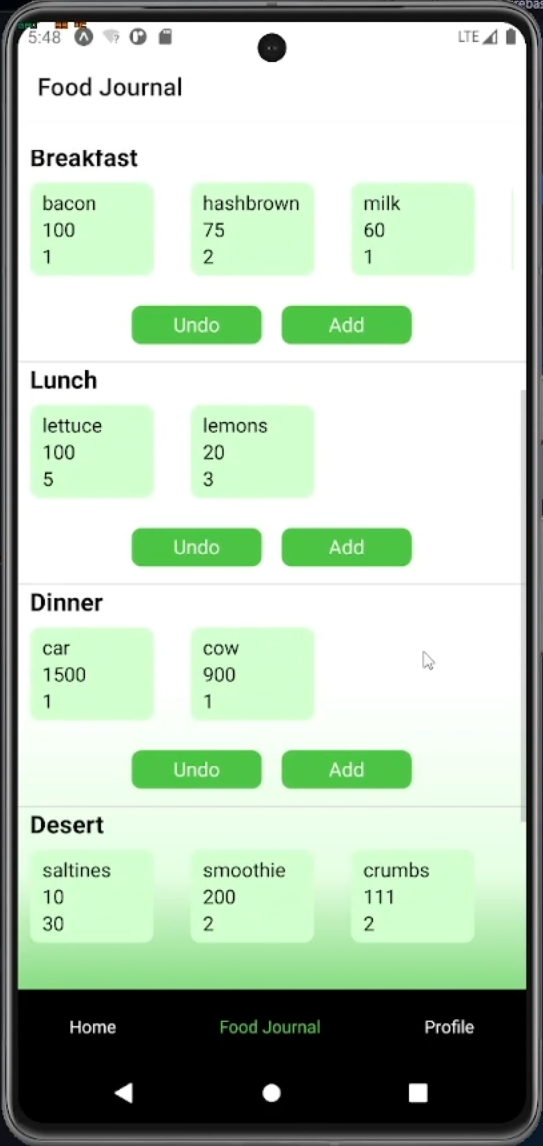 5:48
LTE
Food Journal
Breakfast
bacon
100
1
hashbrown
75
2
milk
60
1
Undo
Add
Lunch
lettuce
100
5
lemons
20
3
Undo
Add
Dinner
car
1500
1
cow
900
1
Undo
Add
Desert
saltines
10
30
smoothie
200
2
crumbs
111
2
Home
Food Journal
Profile